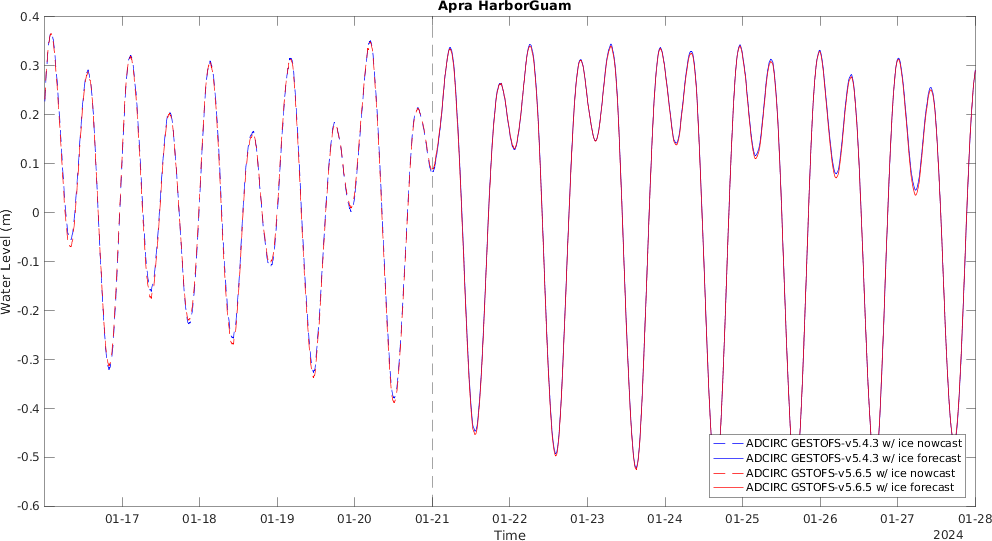 Apra HarborGuam
0.4
0.3
0.2
0.1
0
-0.1
-0.2
-0.3
-0.4
-0.5
-0.6
Water Level (m)
ADCIRC GESTOFS-v5.4.3 w/ ice nowcast
ADCIRC GESTOFS-v5.4.3 w/ ice forecast
ADCIRC GSTOFS-v5.6.5 w/ ice nowcast
ADCIRC GSTOFS-v5.6.5 w/ ice forecast
01-17 01-18 01-19 01-20 01-21 01-22 01-23 01-24 01-25 01-26 01-27 01-28
Time
2024